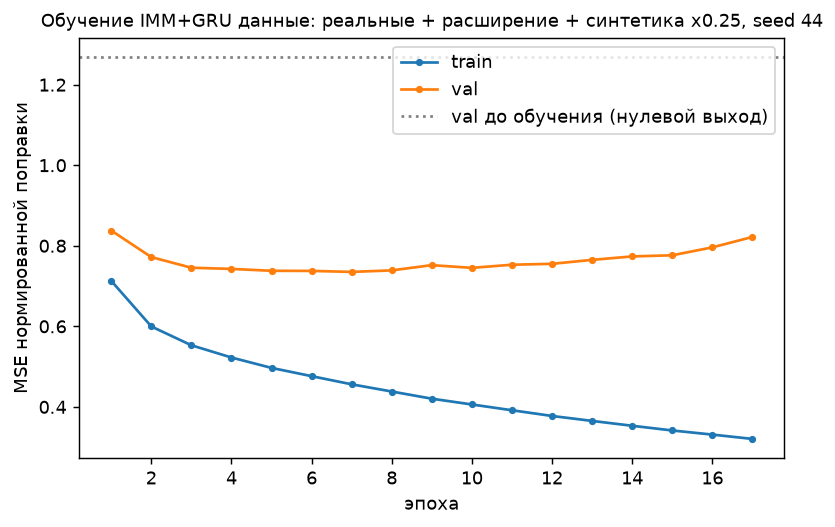 Обучение IMM+GRU данные: реальные + расширение + синтетика x0.25, seed 44
MSE нормированной поправки
1.2
1.0
0.8
0.6
0.4
train
val
val до обучения (нулевой выход)
2 4 6 8 10 12 14 16
эпоха